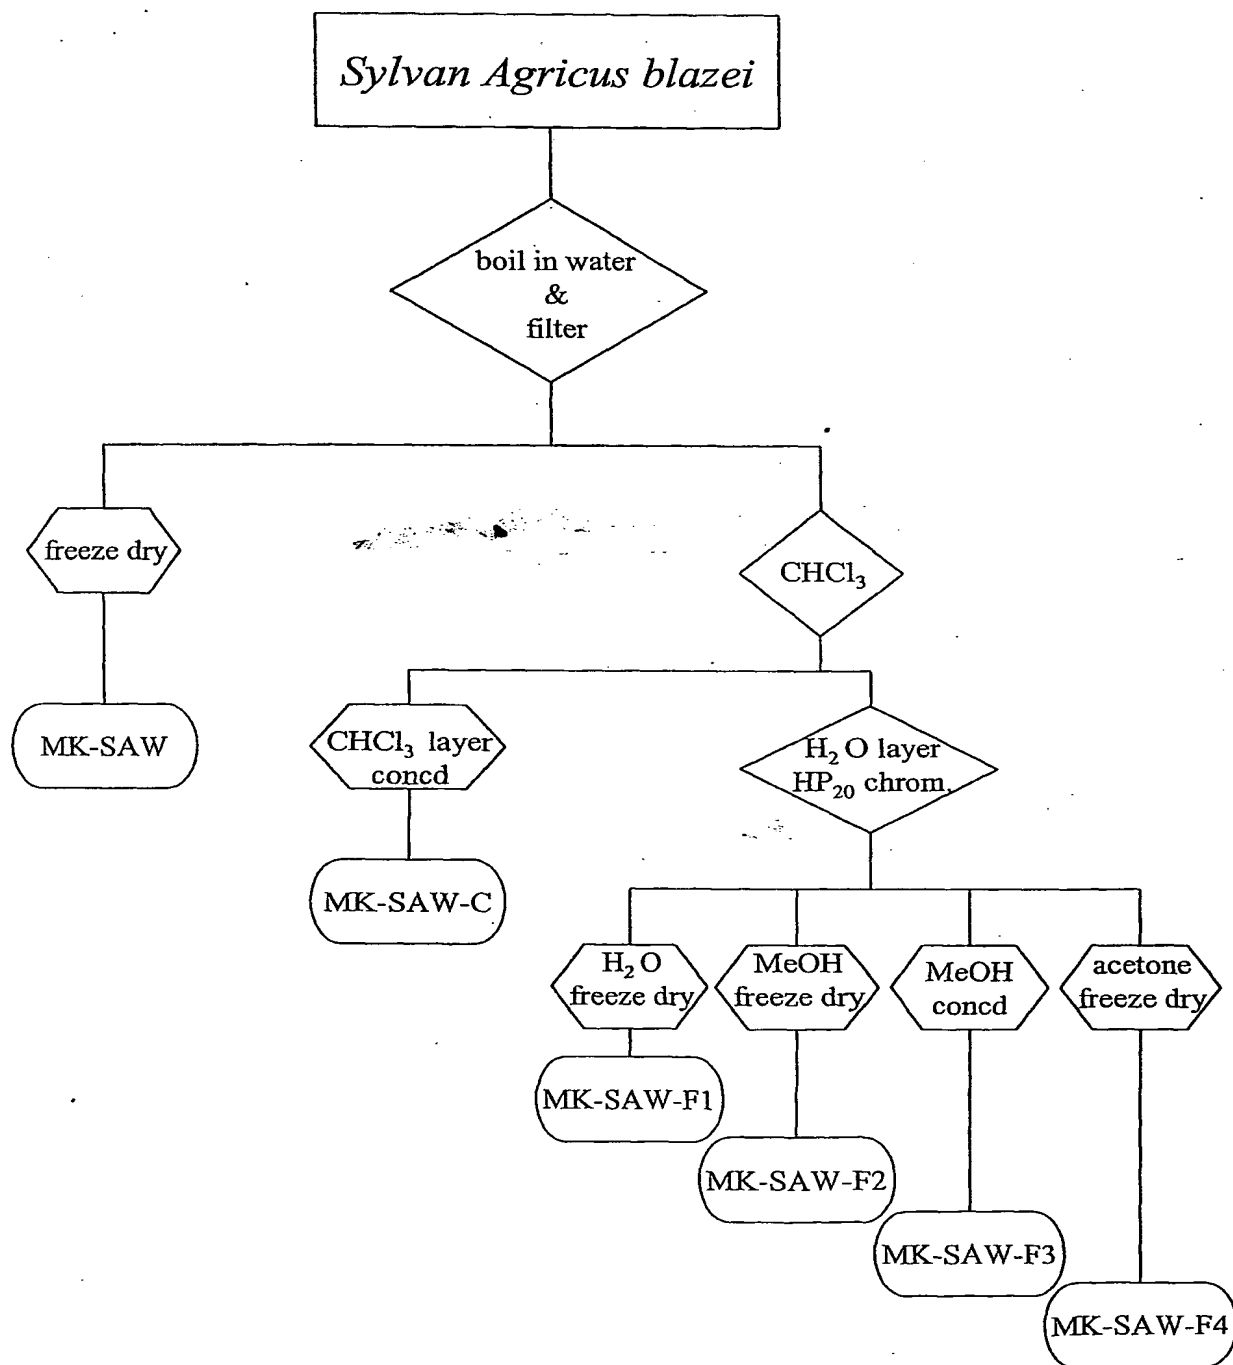 Sylvan Agricus blazei
boil in water
&
filter
freeze dry
CHCl₃
MK-SAW
CHCl₃ layer
concd
H₂O layer
HP₂₀ chrom.
MK-SAW-C
H₂O
freeze dry
MeOH
freeze dry
MeOH
concd
acetone
freeze dry
MK-SAW-F1
MK-SAW-F2
MK-SAW-F3
MK-SAW-F4